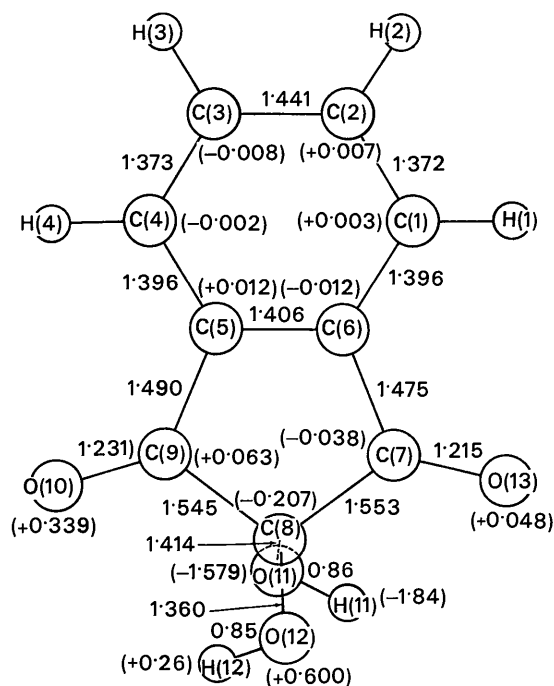 H(3) H(2)
C(3) 1·441 C(2)
1·373 (−0·008) (+0·007) 1·372
H(4) C(4) (−0·002) (+0·003) C(1) H(1)
1·396 (+0·012) (−0·012) 1·396
C(5) 1·406 C(6)
1·490 1·475
1·231 C(9) (+0·063) (−0·038) C(7) 1·215
O(10) O(13)
(+0·339) 1·545 (−0·207) 1·553 (+0·048)
C(8)
1·414
(−1·579) O(11) 0·86
1·360 H(11) (−1·84)
0·85 O(12)
(+0·26) H(12) (+0·600)